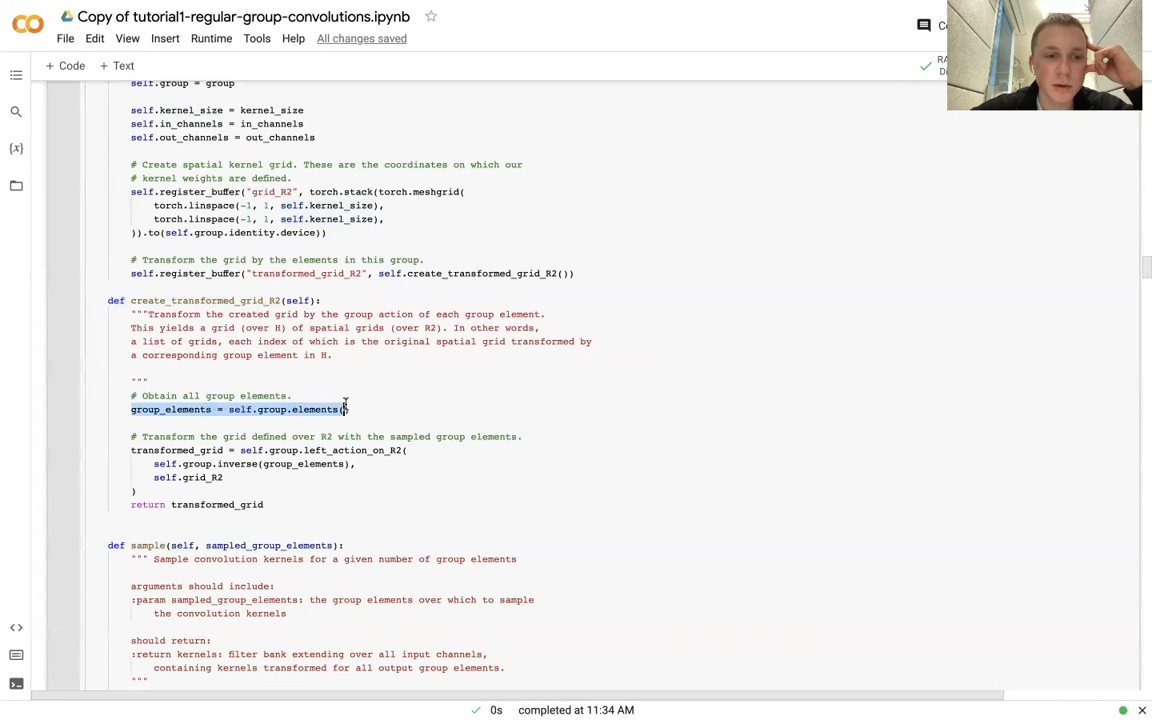 Copy of tutorial1-regular-group-convolutions.ipynb
File Edit View Insert Runtime Tools Help All changes saved
+ Code + Text
self.group = group
self.kernel_size = kernel_size
self.in_channels = in_channels
self.out_channels = out_channels
# Create spatial kernel grid. These are the coordinates on which our
# kernel weights are defined.
self.register_buffer("grid_R2", torch.stack(torch.meshgrid(
torch.linspace(-1, 1, self.kernel_size),
torch.linspace(-1, 1, self.kernel_size),
)).to(self.group.identity.device))
# Transform the grid by the elements in this group.
self.register_buffer("transformed_grid_R2", self.create_transformed_grid_R2())
def create_transformed_grid_R2(self):
"""Transform the created grid by the group action of each group element.
This yields a grid (over H) of spatial grids (over R2). In other words,
a list of grids, each index of which is the original spatial grid transformed by
a corresponding group element in H.
"""
# Obtain all group elements.
group_elements = self.group.elements()
# Transform the grid defined over R2 with the sampled group elements.
transformed_grid = self.group.left_action_on_R2(
self.group.inverse(group_elements),
self.grid_R2
)
return transformed_grid
def sample(self, sampled_group_elements):
""" Sample convolution kernels for a given number of group elements
arguments should include:
:param sampled_group_elements: the group elements over which to sample
the convolution kernels
should return:
:return kernels: filter bank extending over all input channels,
containing kernels transformed for all output group elements.
"""
0s completed at 11:34 AM